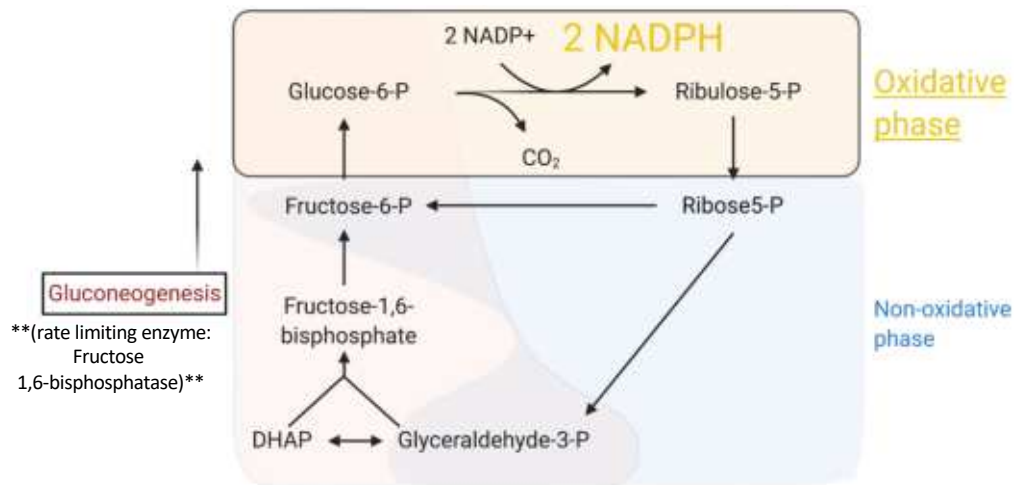 2 NADP+ 2 NADPH
Glucose-6-P
Ribulose-5-P
Oxidative
phase
CO₂
Fructose-6-P
Ribose5-P
Gluconeogenesis
**(rate limiting enzyme:
Fructose
1,6-bisphosphatase)**
Fructose-1,6-
bisphosphate
Non-oxidative
phase
DHAP
Glyceraldehyde-3-P